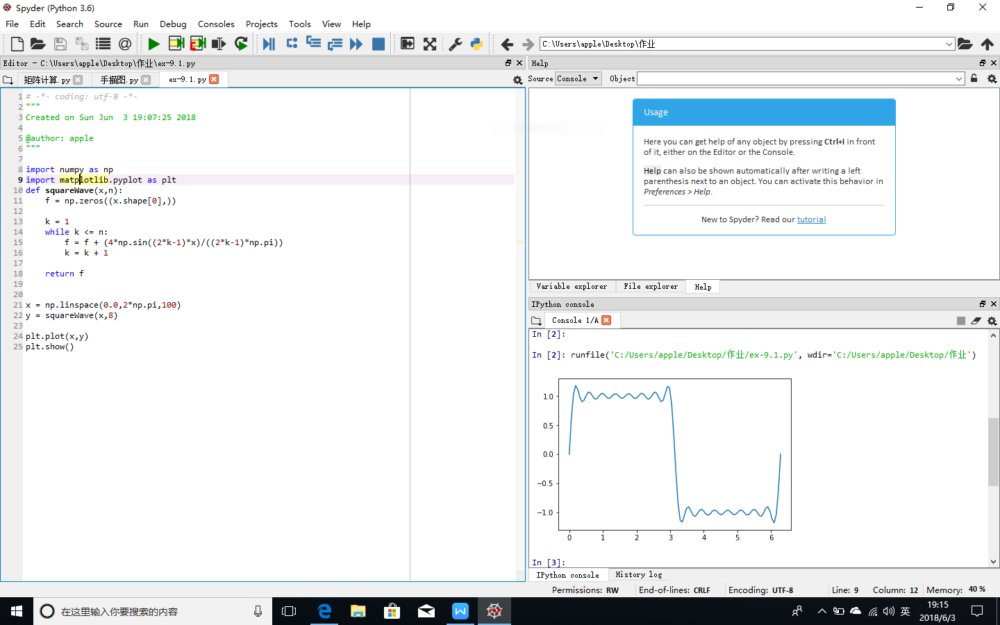 Spyder (Python 3.6)
File Edit Search Source Run Debug Consoles Projects Tools View Help
C:\Users\apple\Desktop\作业
Editor - C:\Users\apple\Desktop\作业\ex-9.1.py
矩阵计算.py 手描图.py ex-9.1.py
1 # -*- coding: utf-8 -*-
2 """
3 Created on Sun Jun  3 19:07:25 2018
4
5 @author: apple
6 """
7
8 import numpy as np
9 import matplotlib.pyplot as plt
10 def squareWave(x,n):
11     f = np.zeros((x.shape[0],))
12
13     k = 1
14     while k <= n:
15         f = f + (4*np.sin((2*k-1)*x)/((2*k-1)*np.pi))
16         k = k + 1
17
18     return f
19
20
21 x = np.linspace(0.0,2*np.pi,100)
22 y = squareWave(x,8)
23
24 plt.plot(x,y)
25 plt.show()
Help
Source Console Object
Usage
Here you can get help of any object by pressing Ctrl+I in front
of it, either on the Editor or the Console.
Help can also be shown automatically after writing a left
parenthesis next to an object. You can activate this behavior in
Preferences > Help.
New to Spyder? Read our tutorial
Variable explorer File explorer Help
IPython console
Console 1/A
In [2]:
In [2]: runfile('C:/Users/apple/Desktop/作业/ex-9.1.py', wdir='C:/Users/apple/Desktop/作业')
1.0
0.5
0.0
−0.5
−1.0
0 1 2 3 4 5 6
In [3]:
IPython console History log
Permissions: RW End-of-lines: CRLF Encoding: UTF-8 Line: 9 Column: 12 Memory: 40 %
在这里输入你要搜索的内容
英
19:15
2018/6/3